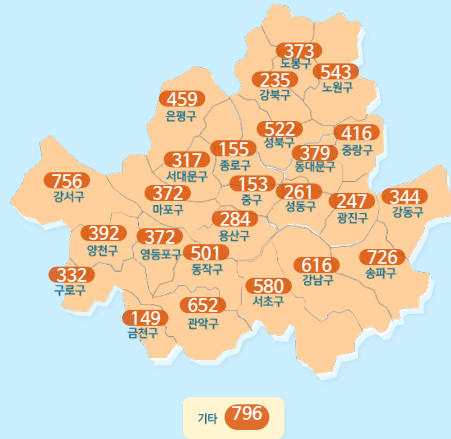 373
도봉구
543
노원구
235
강북구
459
은평구
522
성북구
416
중랑구
155
종로구
379
동대문구
317
서대문구
756
강서구
372
마포구
153
중구
261
성동구
247
광진구
344
강동구
284
용산구
392
양천구
372
영등포구
501
동작구
726
송파구
616
강남구
332
구로구
580
서초구
652
관악구
149
금천구
기타 796